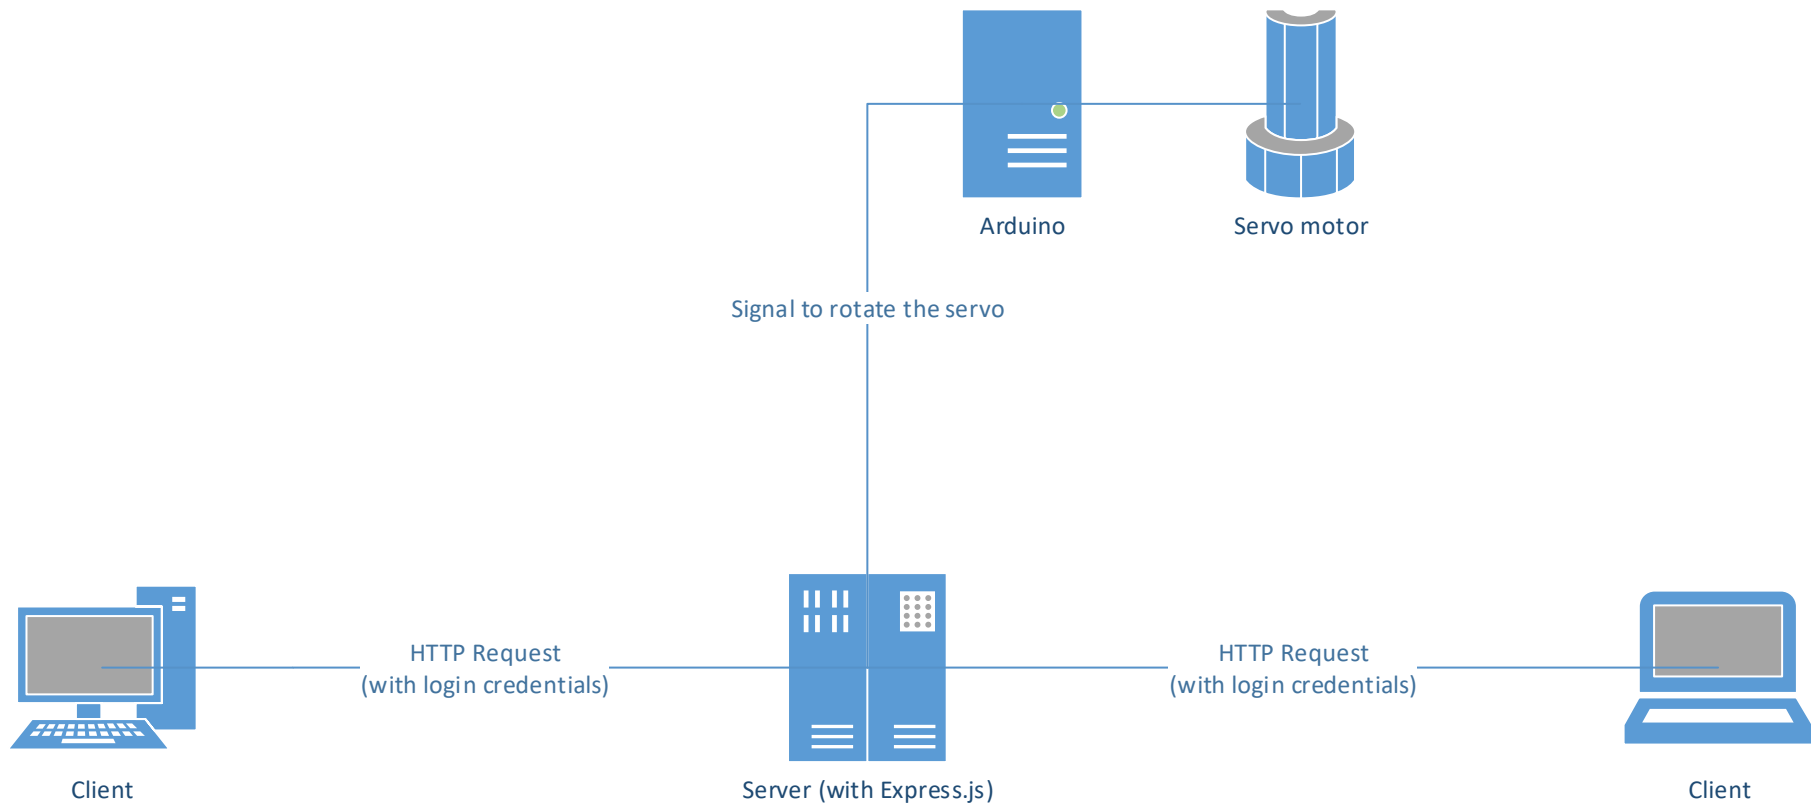 Arduino
Servo motor
Signal to rotate the servo
HTTP Request
(with login credentials)
HTTP Request
(with login credentials)
Client
Server (with Express.js)
Client